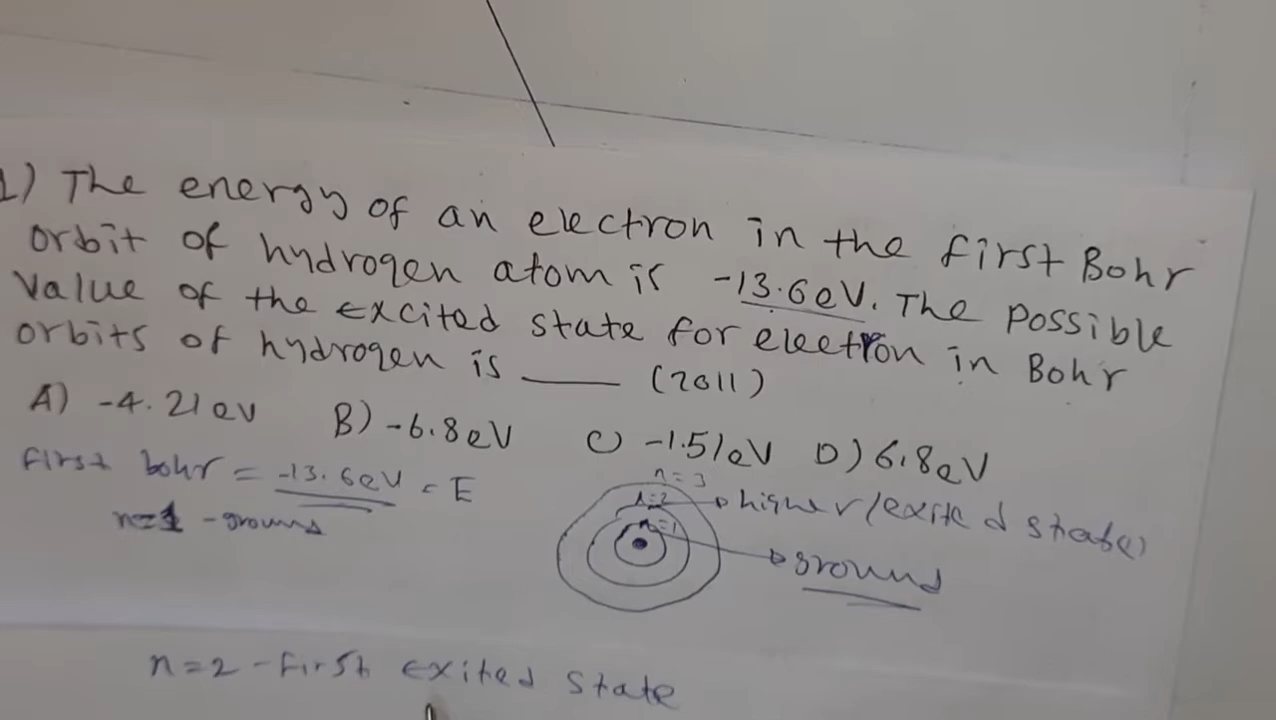 1) The energy of an electron in the first Bohr
orbit of hydrogen atom is -13.6eV. The possible
value of the excited state for electron in Bohr
orbits of hydrogen is ____ (2011)
A) -4.21eV B) -6.8eV C) -1.51eV D) 6.8eV
First bohr = -13.6eV = E
n=1 - ground
n=3
n=2 → higher/exited state)
n=1
→ ground
n=2 - First exited state